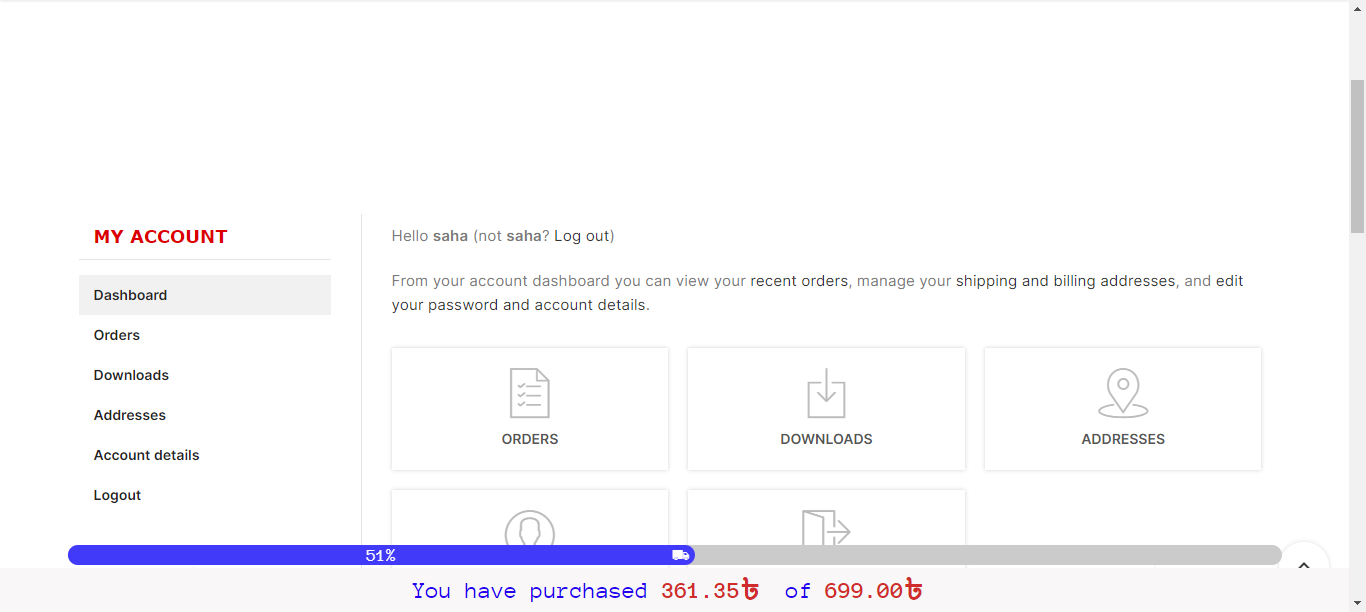 MY ACCOUNT
Dashboard
Orders
Downloads
Addresses
Account details
Logout
Hello saha (not saha? Log out)
From your account dashboard you can view your recent orders, manage your shipping and billing addresses, and edit
your password and account details.
ORDERS
DOWNLOADS
ADDRESSES
51%
You have purchased 361.35৳ of 699.00৳